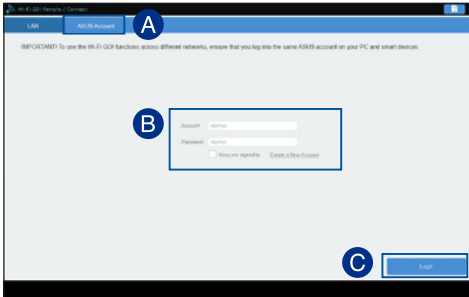 Wi-Fi GO! Remote / Connect
LAN
ASUS Account
A
IMPORTANT! To use the Wi-Fi GO! functions across different networks, ensure that you log into the same ASUS account on your PC and smart devices.
B
Account:
Password:
Keep me signed in Create a New Account
C
Login